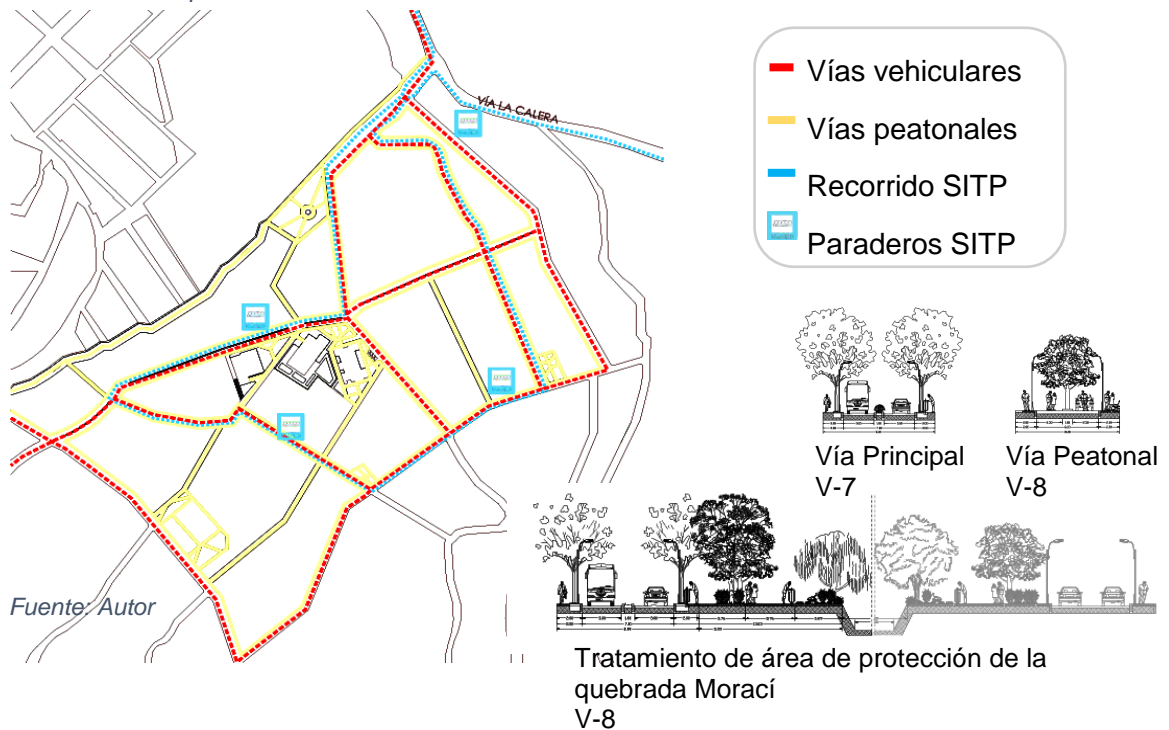 VÍA LA CALERA
Vías vehiculares
Vías peatonales
Recorrido SITP
Paraderos SITP
Vía Principal
V-7
Vía Peatonal
V-8
Fuente: Autor
Tratamiento de área de protección de la
quebrada Morací
V-8